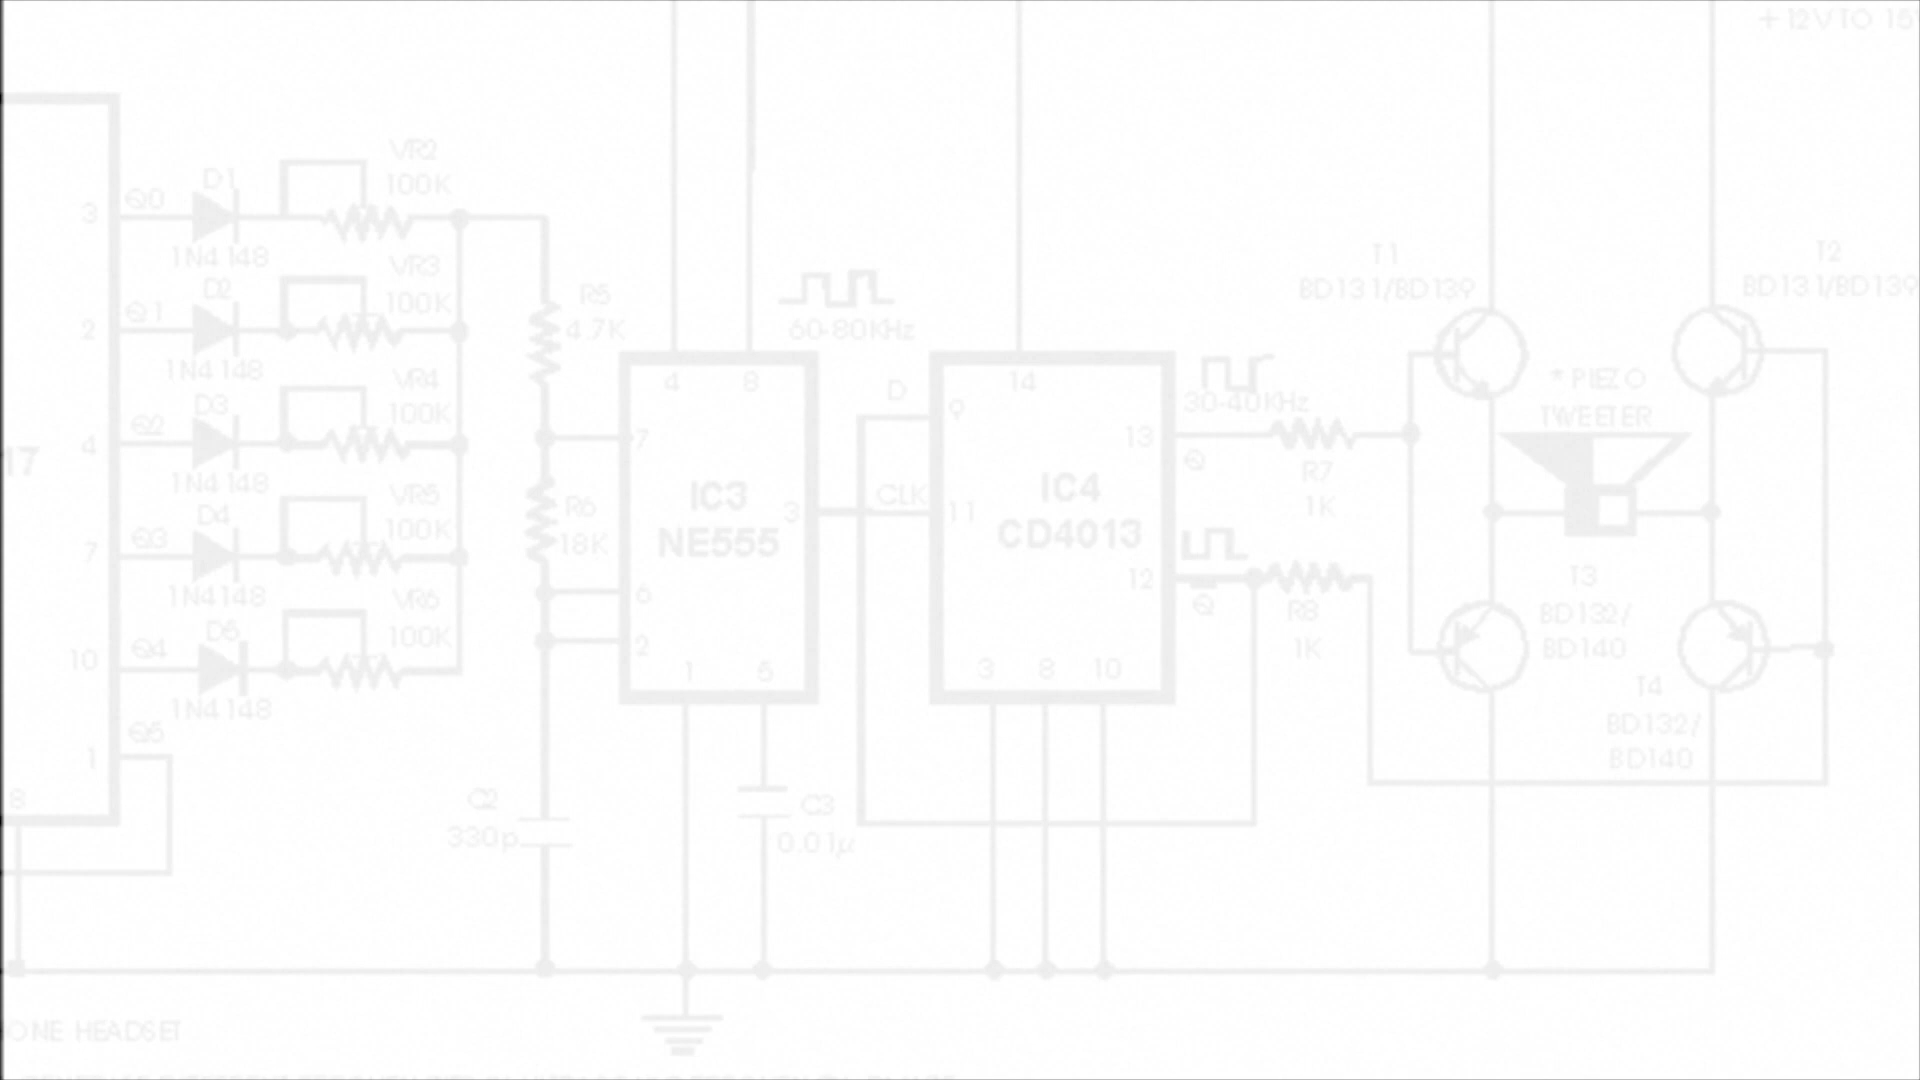 +12V TO 15
VR2
100K
D1
Q0
3
1N4148
VR3
100K
D2
Q1
2
1N4148
VR4
100K
D3
Q2
4
1N4148
17
VR5
100K
D4
Q3
7
1N4148
VR6
100K
D5
Q4
10
1N4148
Q5
1
8
R5
4.7K
R6
18K
C2
330p
60-80KHz
4 8
7
IC3
NE555
3
6
2
1 5
C3
0.01µ
D
9
14
13
Q
CLK
11
IC4
CD4013
12
Q
3 8 10
30-40KHz
R7
1K
R8
1K
T1
BD131/BD139
T2
BD131/BD139
* PIEZO
TWEETER
T3
BD132/
BD140
T4
BD132/
BD140
ONE HEADSET